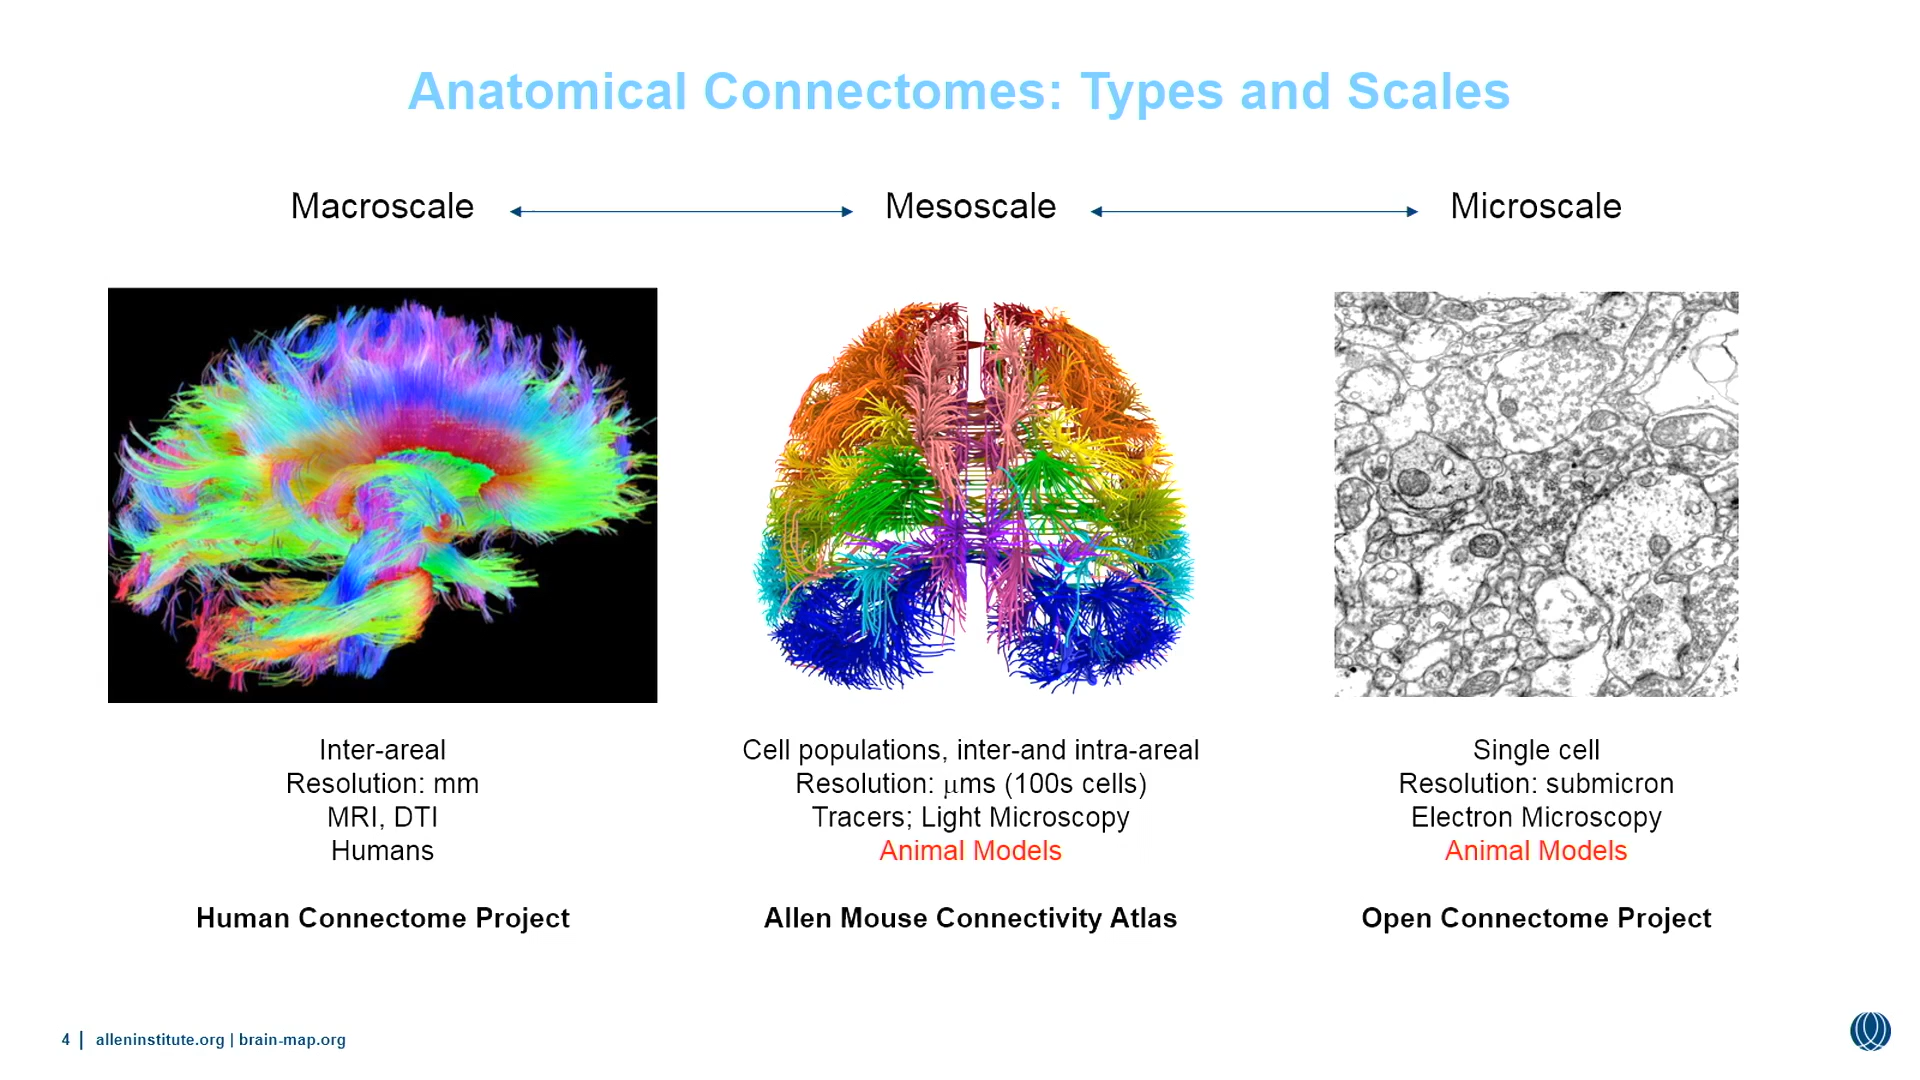 Anatomical Connectomes: Types and Scales
Macroscale
Mesoscale
Microscale
Inter-areal
Resolution: mm
MRI, DTI
Humans
Human Connectome Project
Cell populations, inter-and intra-areal
Resolution: μms (100s cells)
Tracers; Light Microscopy
Animal Models
Allen Mouse Connectivity Atlas
Single cell
Resolution: submicron
Electron Microscopy
Animal Models
Open Connectome Project
4 | alleninstitute.org | brain-map.org